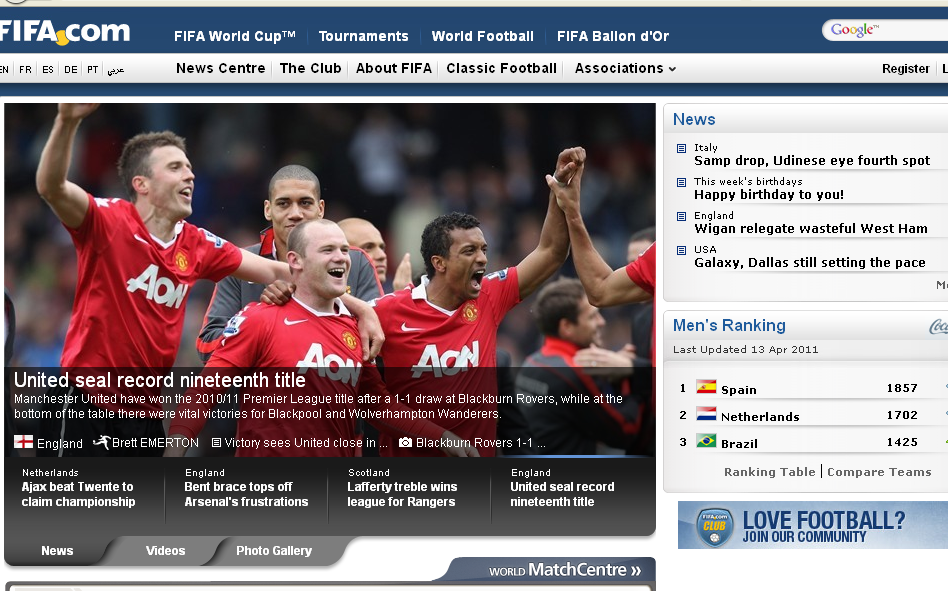 FIFA.com
FIFA World Cup™
Tournaments
World Football
FIFA Ballon d'Or
Google™
EN FR ES DE PT عربي
News Centre
The Club
About FIFA
Classic Football
Associations
Register
L
AON
AON
AON
United seal record nineteenth title
Manchester United have won the 2010/11 Premier League title after a 1-1 draw at Blackburn Rovers, while at the
bottom of the table there were vital victories for Blackpool and Wolverhampton Wanderers.
England Brett EMERTON Victory sees United close in ... Blackburn Rovers 1-1 ...
Netherlands
Ajax beat Twente to
claim championship
England
Bent brace tops off
Arsenal's frustrations
Scotland
Lafferty treble wins
league for Rangers
England
United seal record
nineteenth title
News
Videos
Photo Gallery
WORLD MatchCentre »
News
Italy
Samp drop, Udinese eye fourth spot
This week's birthdays
Happy birthday to you!
England
Wigan relegate wasteful West Ham
USA
Galaxy, Dallas still setting the pace
Men's Ranking
Last Updated 13 Apr 2011
1 Spain 1857
2 Netherlands 1702
3 Brazil 1425
Ranking Table | Compare Teams
FIFA.com
CLUB
LOVE FOOTBALL?
JOIN OUR COMMUNITY